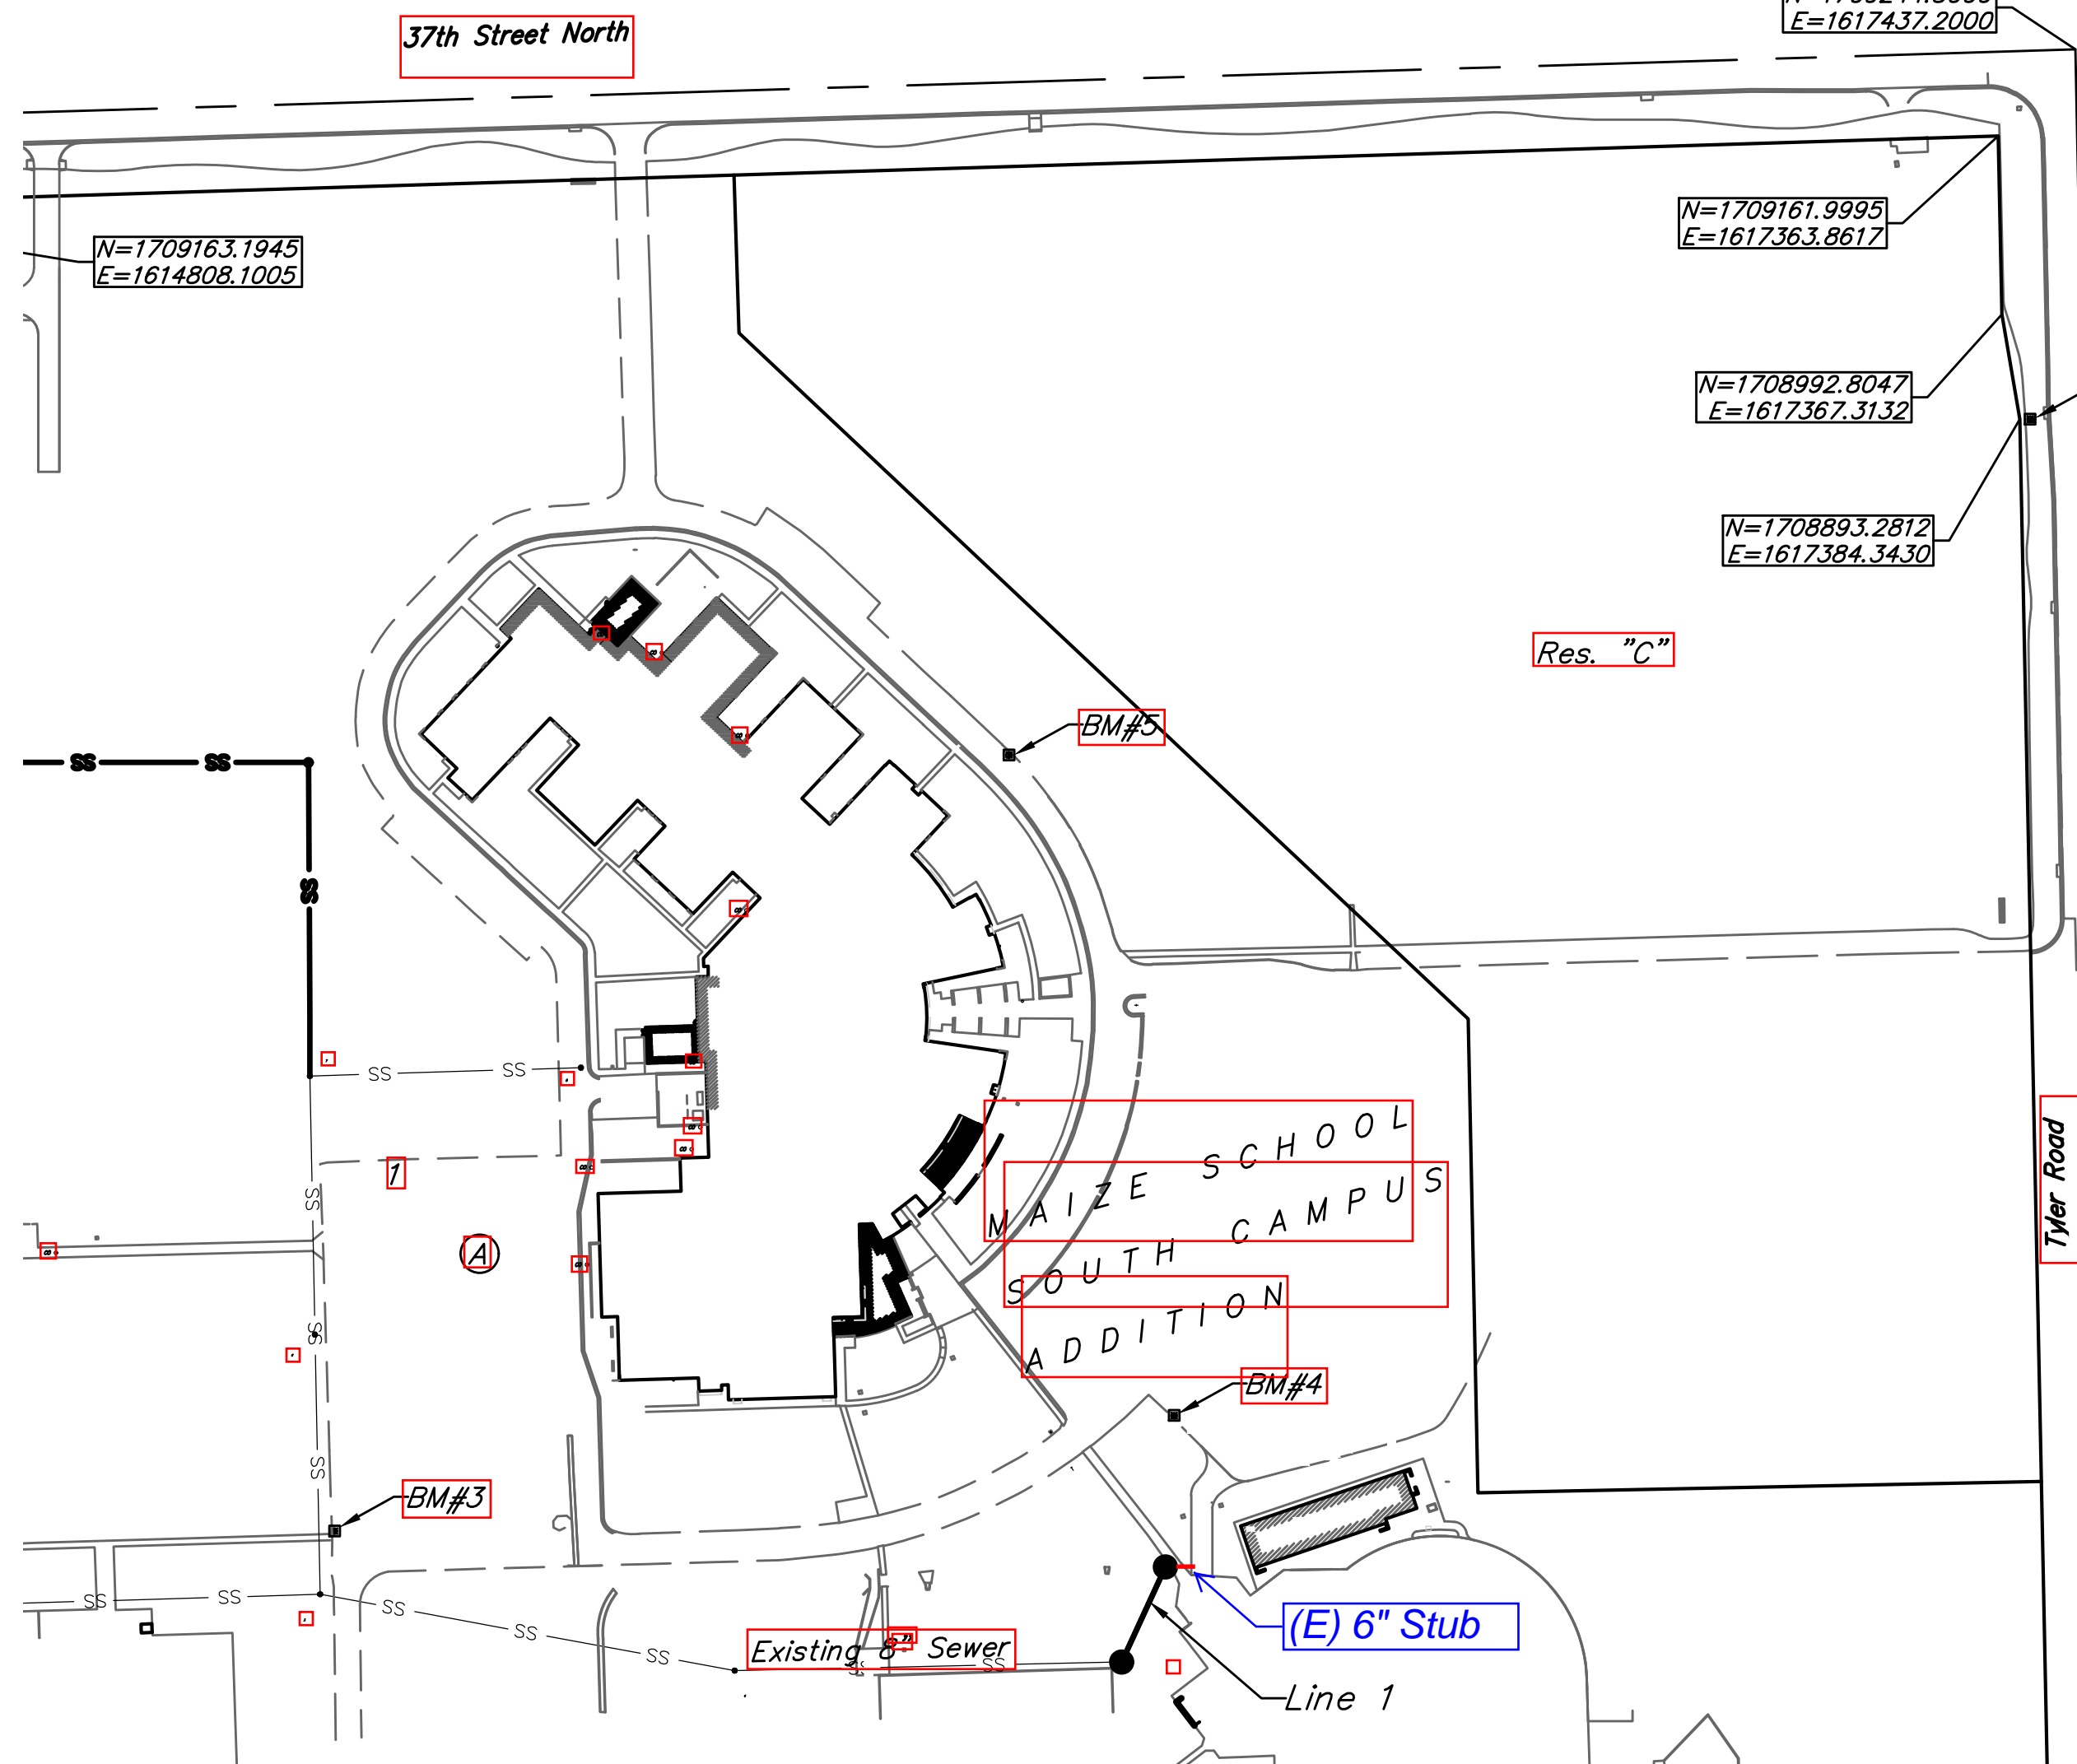 37th Street North
E=1617437.2000
N=1709161.9995
E=1617363.8617
N=1709163.1945
E=1614808.1005
N=1708992.8047
E=1617367.3132
N=1708893.2812
E=1617384.3430
Res. "C"
BM#5
SS SS
SS
SS SS
MAIZE SCHOOL
SOUTH CAMPUS
ADDITION
Tyler Road
1
SS
A
SS
BM#4
SS
BM#3
SS SS SS
SS
SS
(E) 6" Stub
Existing 8" Sewer
SS SS
Line 1